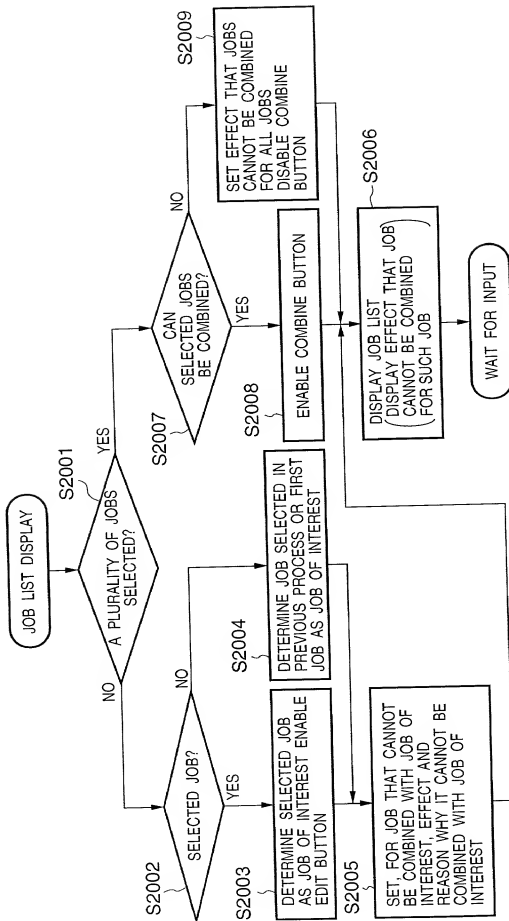 JOB LIST DISPLAY
S2001
A PLURALITY OF JOBS
SELECTED?
NO
YES
S2002
SELECTED JOB?
NO
YES
S2003
DETERMINE SELECTED JOB
AS JOB OF INTEREST ENABLE
EDIT BUTTON
S2004
DETERMINE JOB SELECTED IN
PREVIOUS PROCESS OR FIRST
JOB AS JOB OF INTEREST
S2005
SET, FOR JOB THAT CANNOT
BE COMBINED WITH JOB OF
INTEREST, EFFECT AND
REASON WHY IT CANNOT BE
COMBINED WITH JOB OF
INTEREST
S2007
CAN
SELECTED JOBS
BE COMBINED?
NO
YES
S2008
ENABLE COMBINE BUTTON
S2009
SET EFFECT THAT JOBS
CANNOT BE COMBINED
FOR ALL JOBS
DISABLE COMBINE
BUTTON
S2006
DISPLAY JOB LIST
(DISPLAY EFFECT THAT JOB
CANNOT BE COMBINED
FOR SUCH JOB)
WAIT FOR INPUT